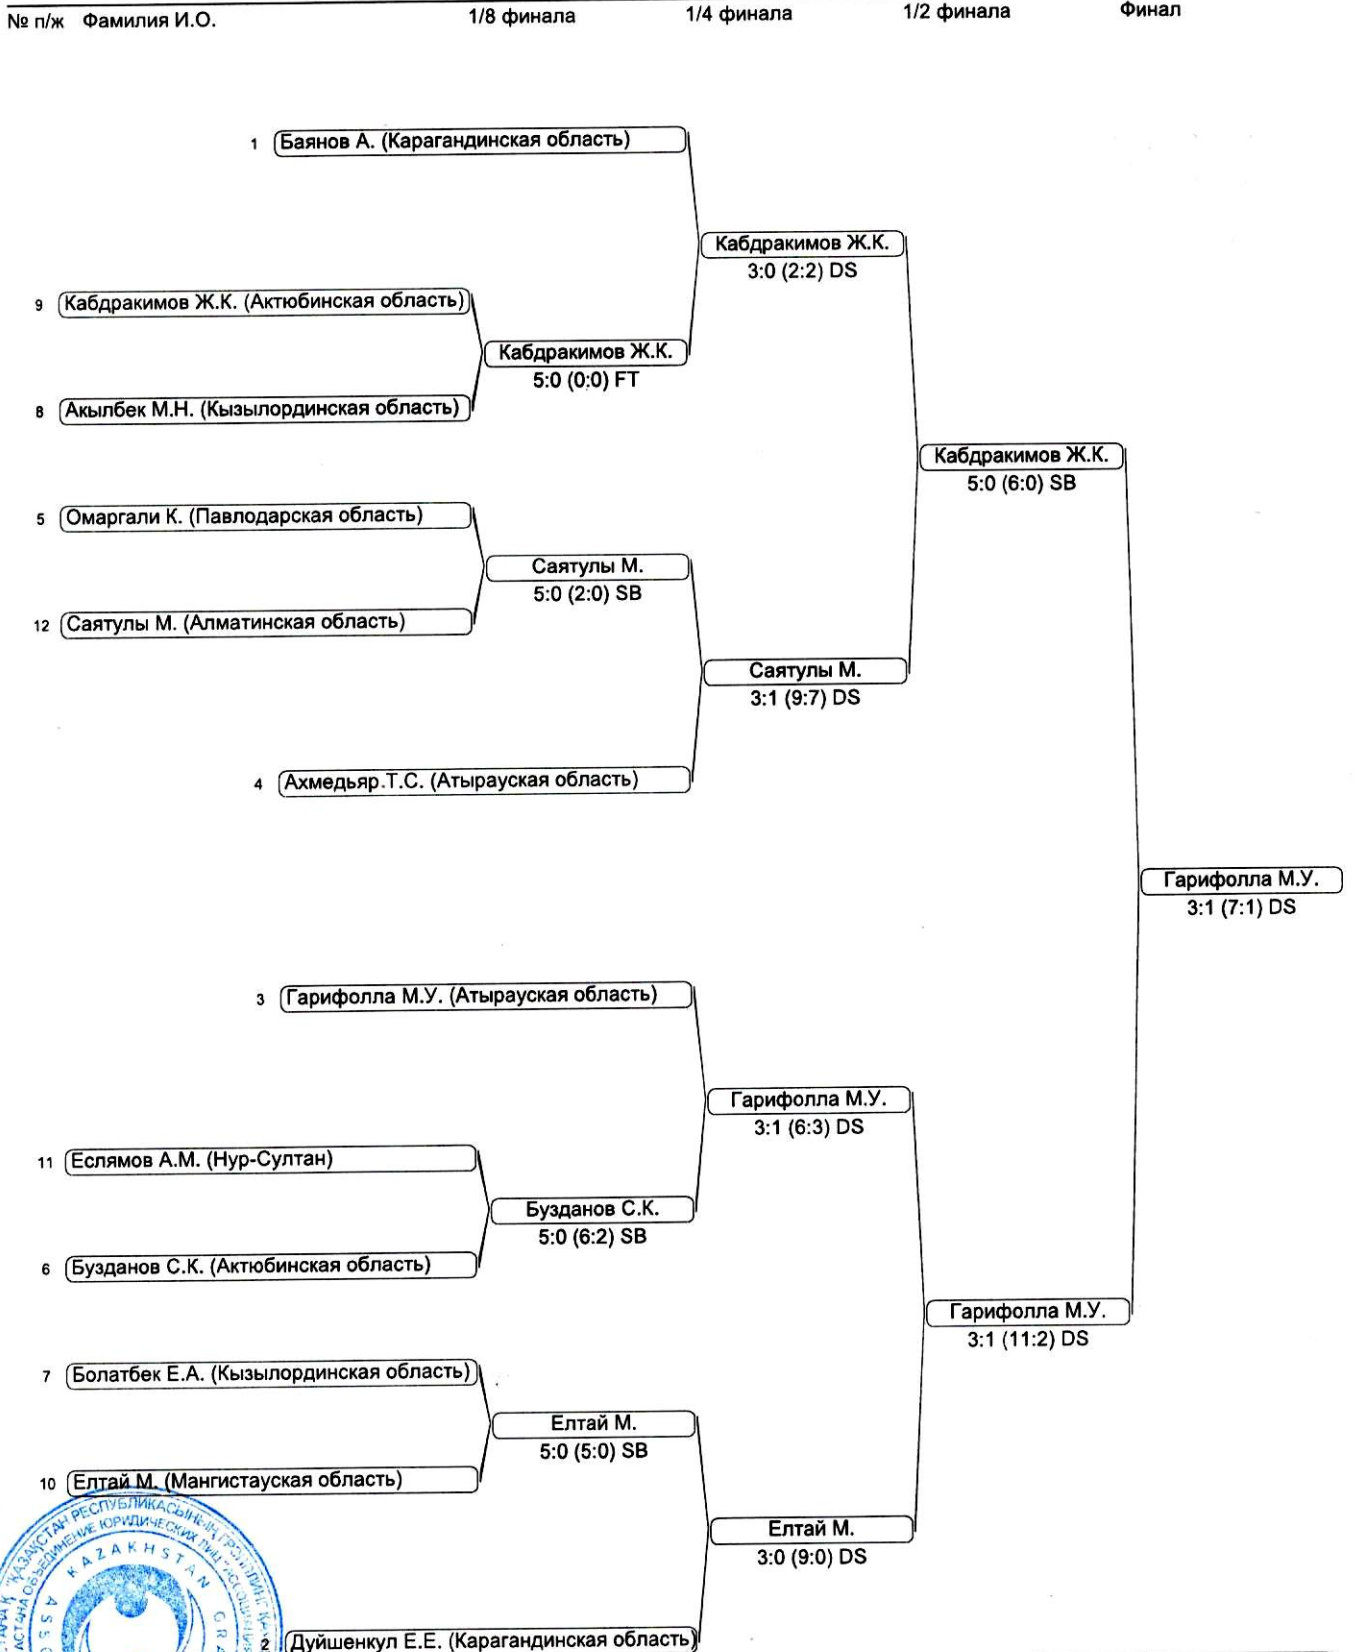 № п/ж Фамилия И.О. 1/8 финала 1/4 финала 1/2 финала Финал
1 Баянов А. (Карагандинская область)
Кабдракимов Ж.К.
3:0 (2:2) DS
9 Кабдракимов Ж.К. (Актюбинская область)
Кабдракимов Ж.К.
5:0 (0:0) FT
8 Акылбек М.Н. (Кызылординская область)
Кабдракимов Ж.К.
5:0 (6:0) SB
5 Омаргали К. (Павлодарская область)
Саятулы М.
5:0 (2:0) SB
12 Саятулы М. (Алматинская область)
Саятулы М.
3:1 (9:7) DS
4 Ахмедьяр.Т.С. (Атырауская область)
Гарифолла М.У.
3:1 (7:1) DS
3 Гарифолла М.У. (Атырауская область)
Гарифолла М.У.
3:1 (6:3) DS
11 Еслямов А.М. (Нур-Султан)
Бузданов С.К.
5:0 (6:2) SB
6 Бузданов С.К. (Актюбинская область)
Гарифолла М.У.
3:1 (11:2) DS
7 Болатбек Е.А. (Кызылординская область)
Елтай М.
5:0 (5:0) SB
10 Елтай М. (Мангистауская область)
Елтай М.
3:0 (9:0) DS
ҚАЗАҚСТАН РЕСПУБЛИКАСЫНЫҢ
ОБЪЕДИНЕНИЕ ЮРИДИЧЕСКИХ ЛИЦ
KAZAKHSTAN
2 Дуйшенкул Е.Е. (Карагандинская область)